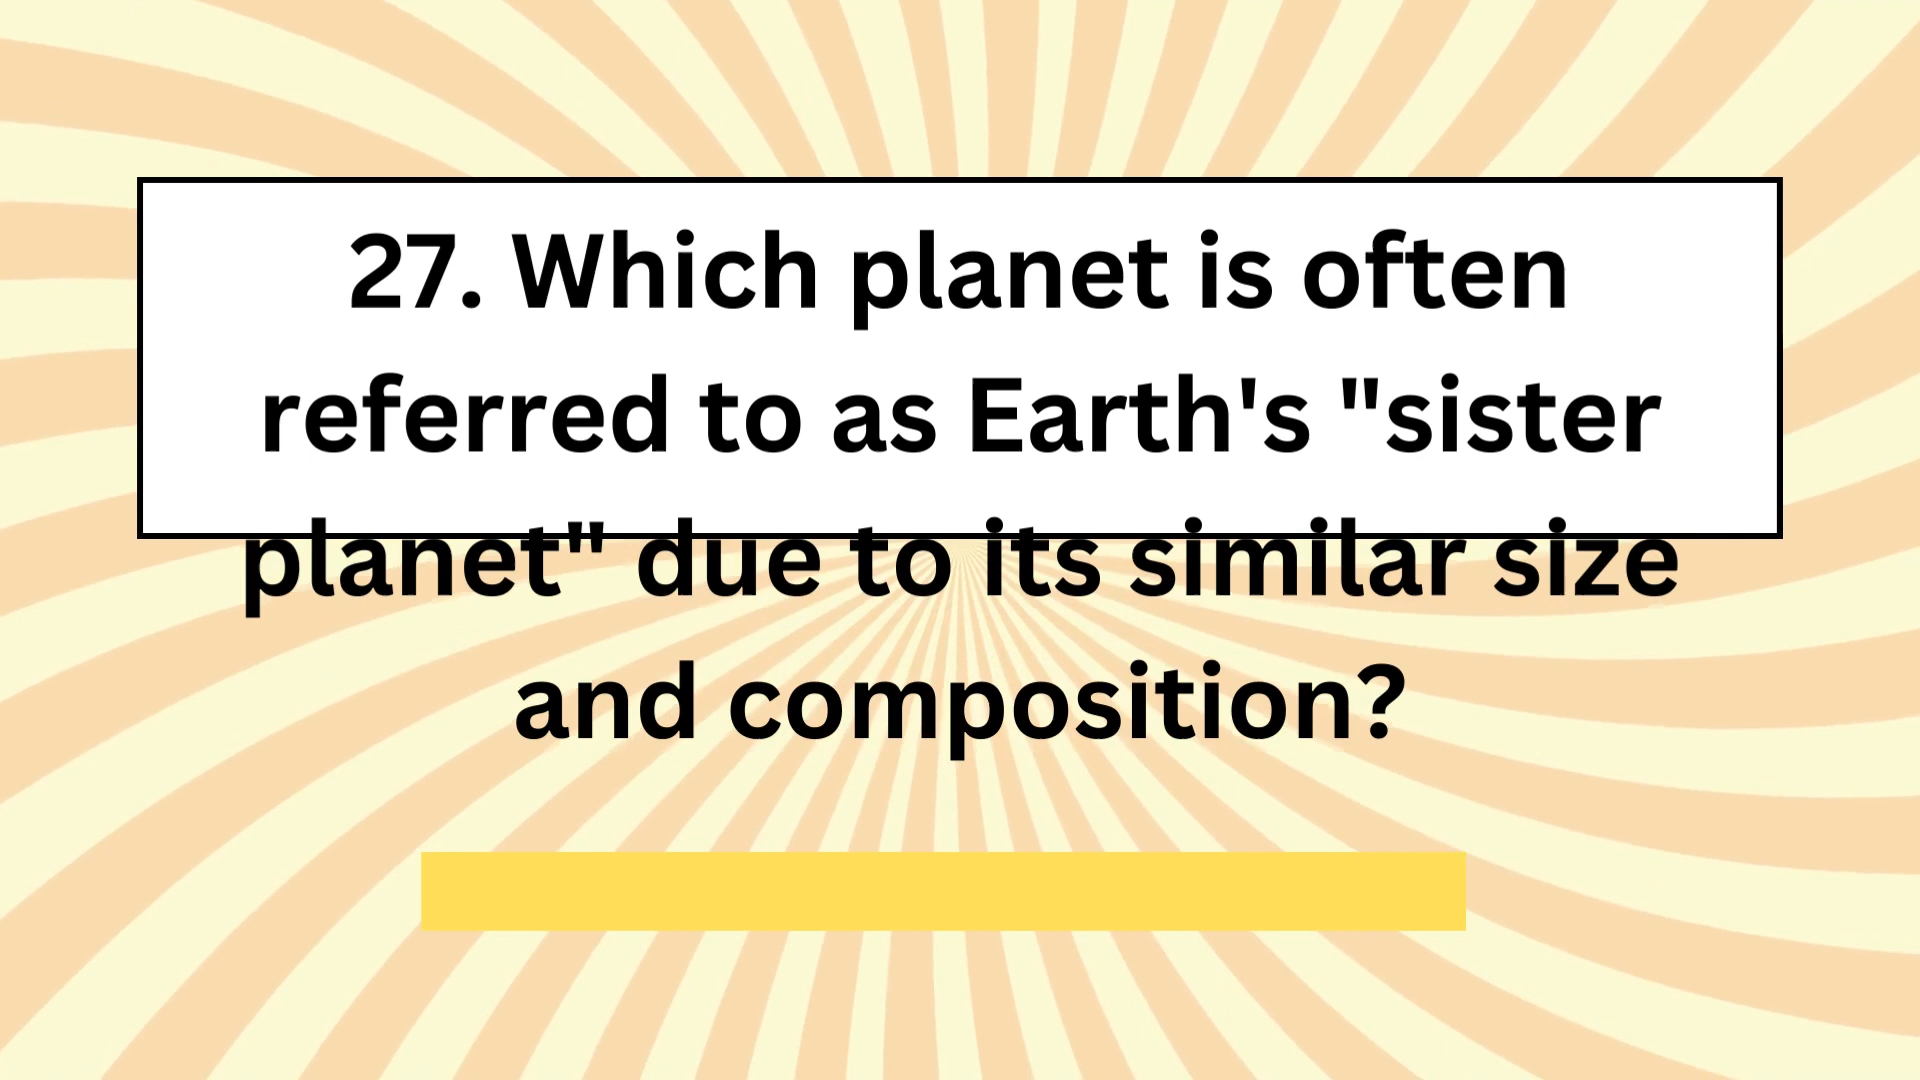 27. Which planet is often
referred to as Earth's "sister
planet" due to its similar size
and composition?